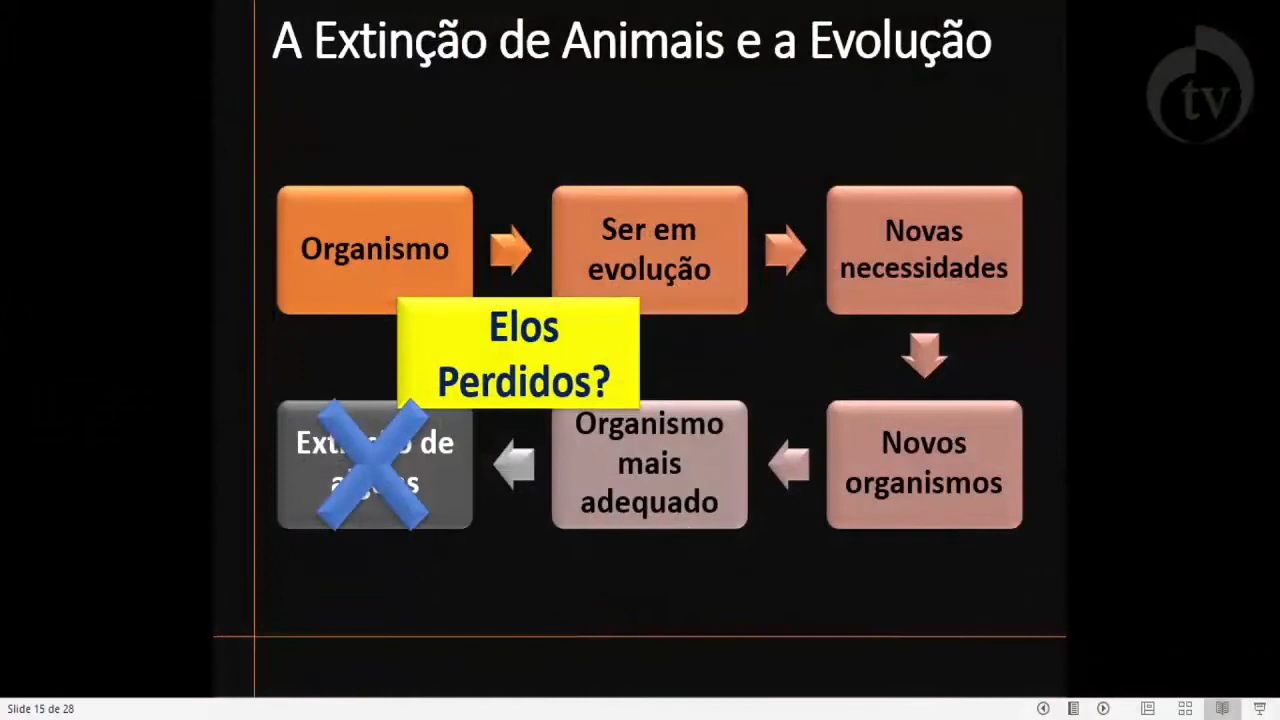 A Extinção de Animais e a Evolução
tv
Organismo
Ser em
evolução
Novas
necessidades
Elos
Perdidos?
Novos
organismos
Organismo
mais
adequado
Extinção de
Slide 15 de 28